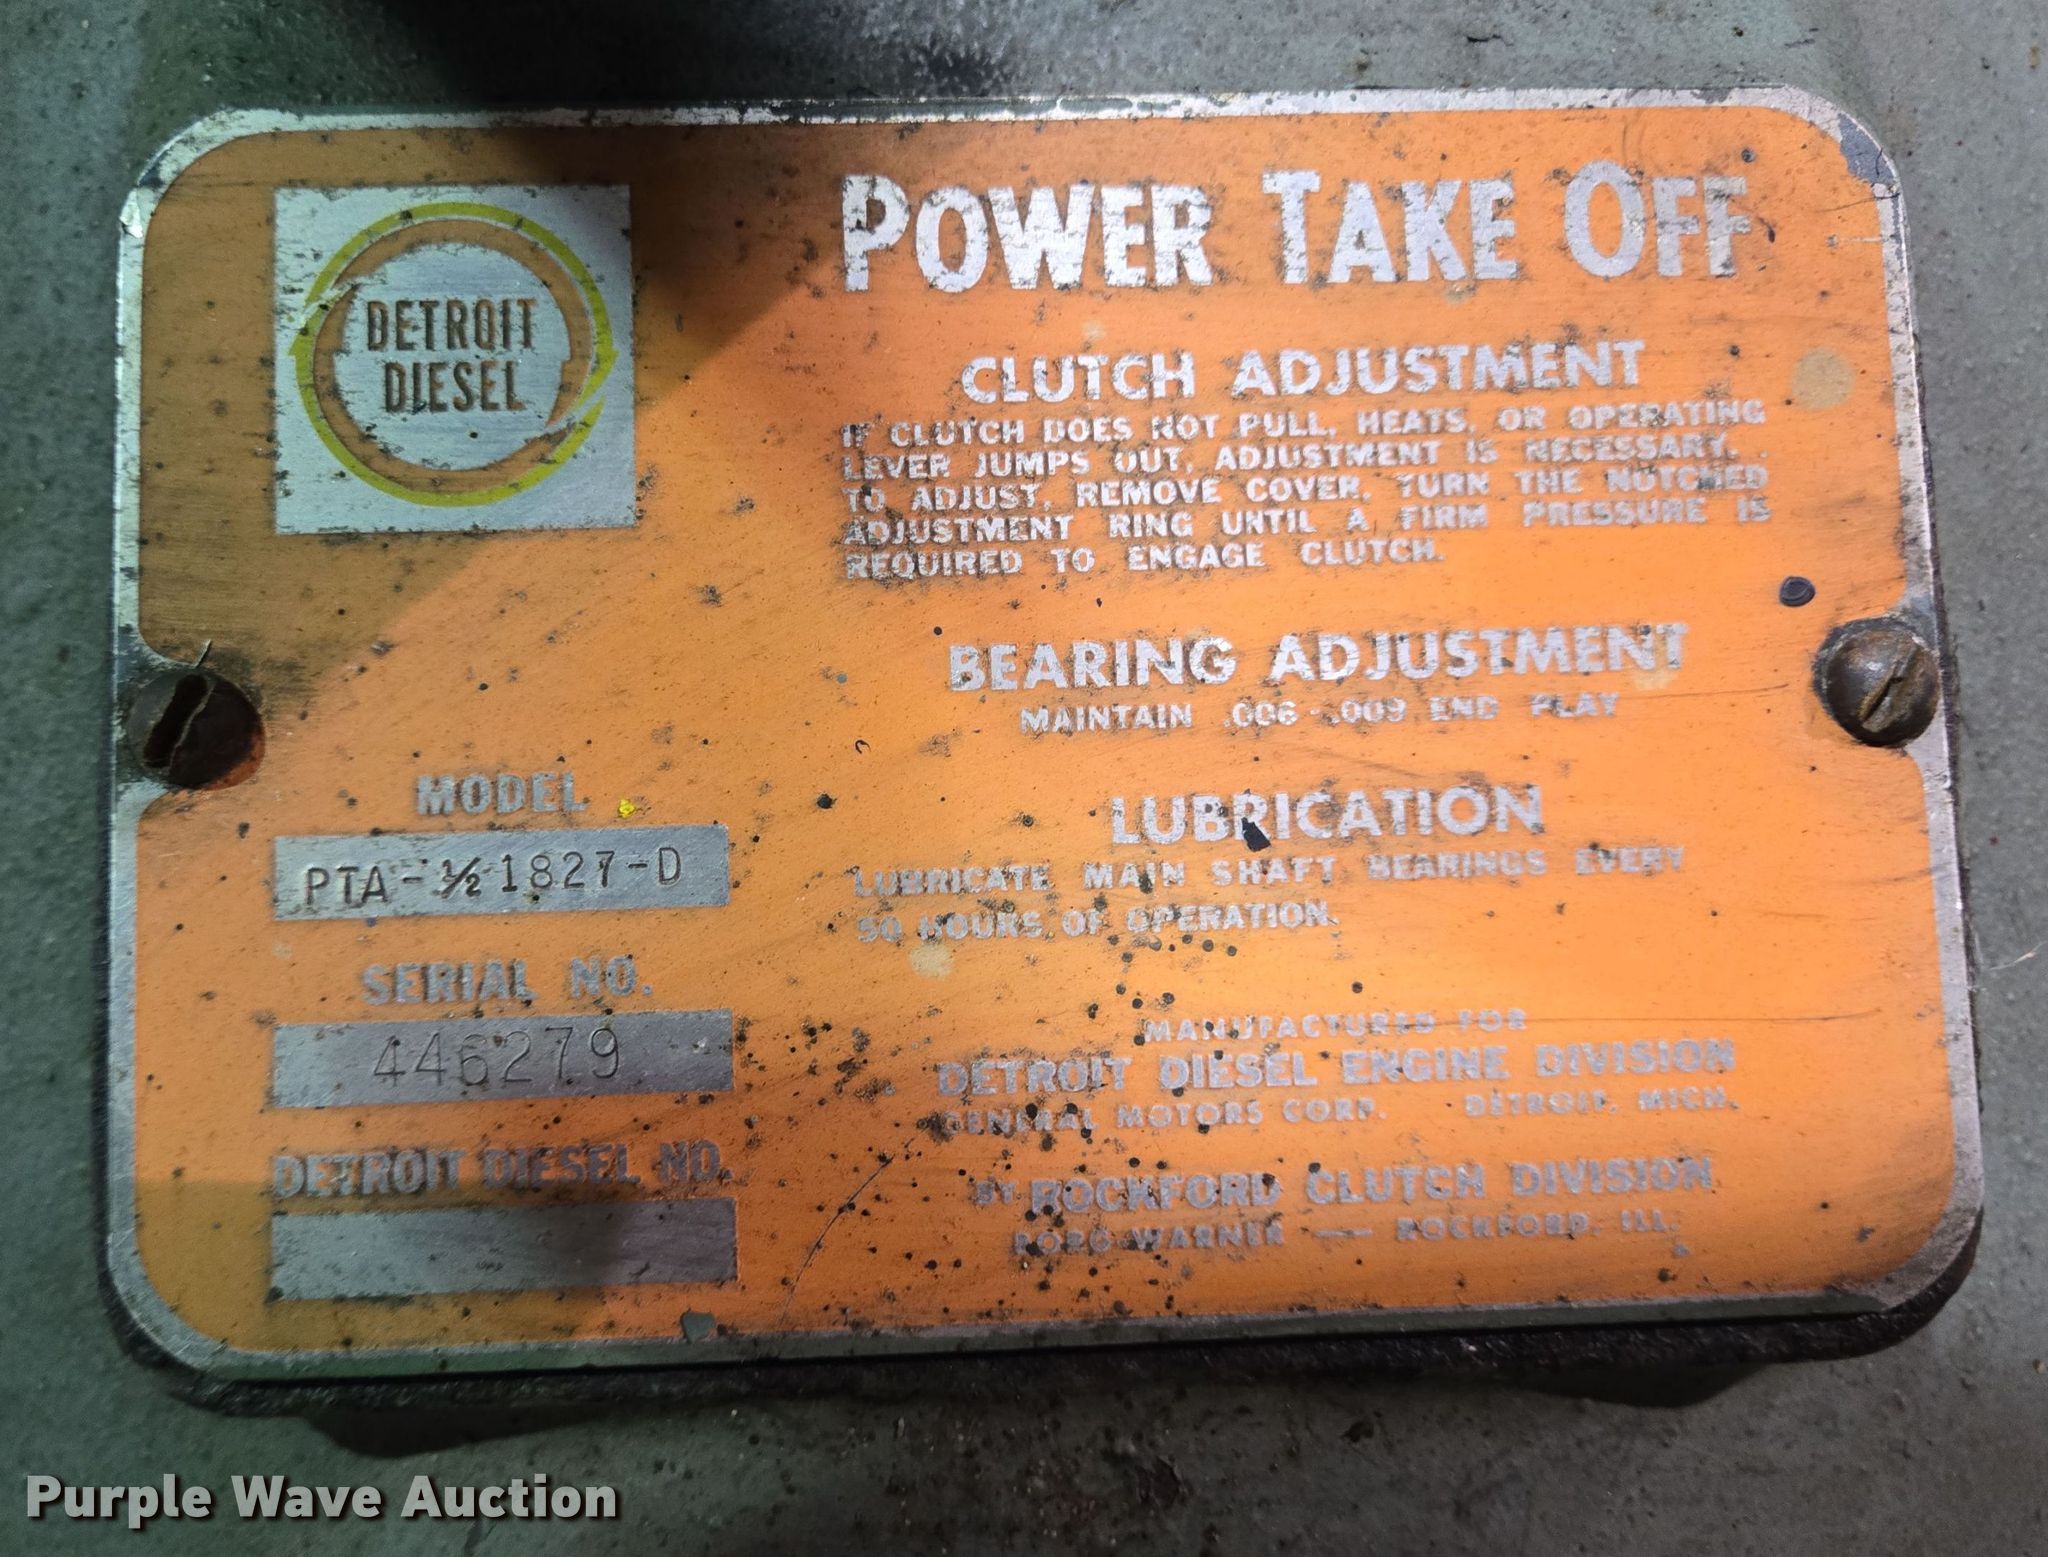 DETROIT
DIESEL
POWER TAKE OFF
CLUTCH ADJUSTMENT
IF CLUTCH DOES NOT PULL, HEATS, OR OPERATING
LEVER JUMPS OUT, ADJUSTMENT IS NECESSARY.
TO ADJUST, REMOVE COVER, TURN THE NOTCHED
ADJUSTMENT RING UNTIL A FIRM PRESSURE IS
REQUIRED TO ENGAGE CLUTCH.
BEARING ADJUSTMENT
MAINTAIN .006 - .009 END PLAY
LUBRICATION
LUBRICATE MAIN SHAFT BEARINGS EVERY
50 HOURS OF OPERATION.
MODEL
PTA-½1827-D
SERIAL NO.
446279
DETROIT DIESEL NO.
MANUFACTURED FOR
DETROIT DIESEL ENGINE DIVISION
GENERAL MOTORS CORP. DETROIT, MICH.
BY ROCKFORD CLUTCH DIVISION
BORG-WARNER — ROCKFORD, ILL.
Purple Wave Auction